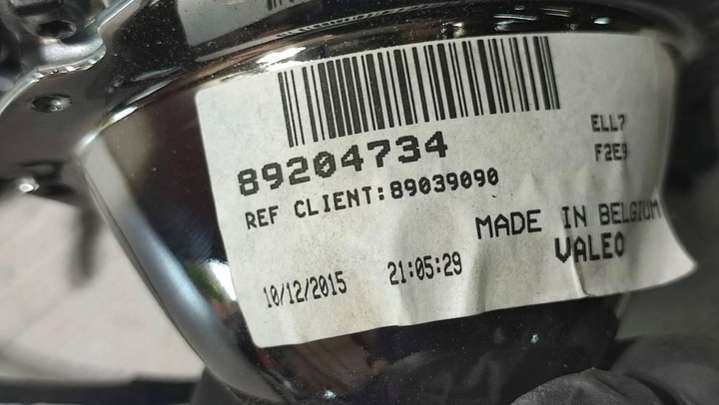 89204734
REF CLIENT:89039090
ELL7
F2E9
MADE IN BELGIUM
VALEO
10/12/2015 21:05:29